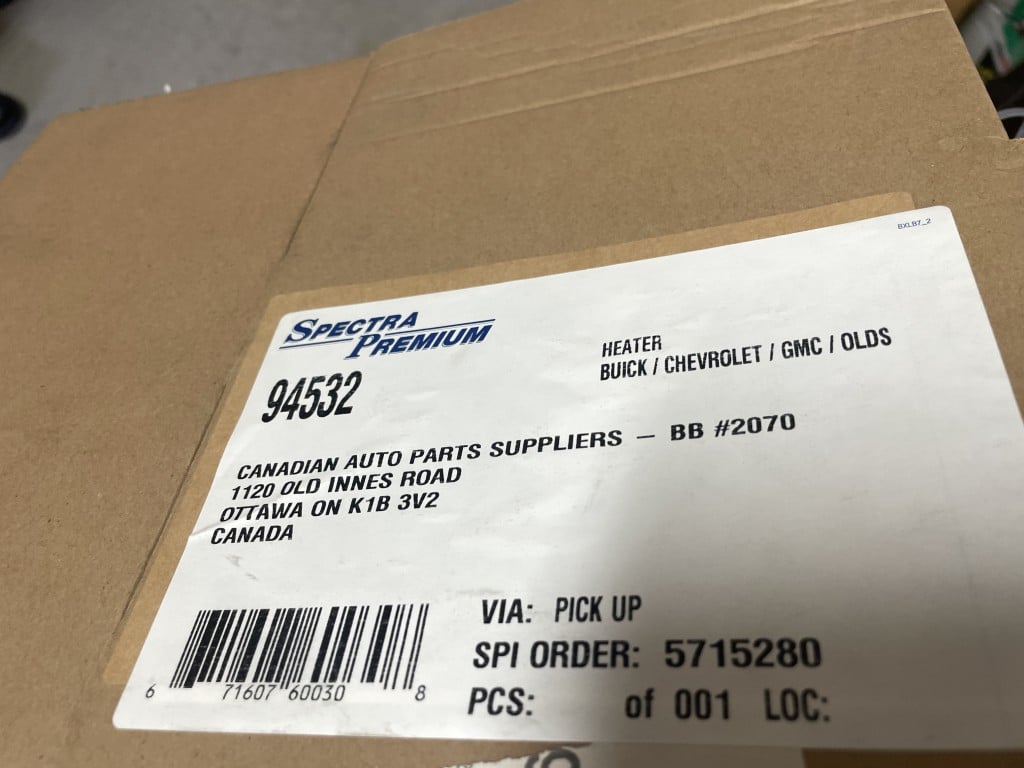 BXLB7_2
SPECTRA
PREMIUM
94532
HEATER
BUICK / CHEVROLET / GMC / OLDS
CANADIAN AUTO PARTS SUPPLIERS – BB #2070
1120 OLD INNES ROAD
OTTAWA ON K1B 3V2
CANADA
6 71607 60030 8
VIA: PICK UP
SPI ORDER: 5715280
PCS: of 001 LOC: